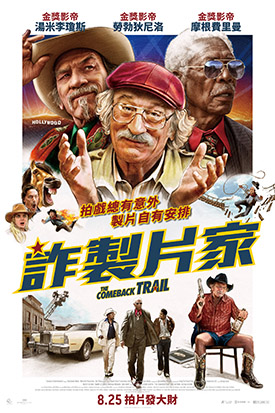 金獎影帝 金獎影帝 金獎影帝
湯米李瓊斯 勞勃狄尼洛 摩根費里曼
HOLLYWOOD
拍戲總有意外
製片自有安排
詐製片家
THE COMEBACK TRAIL
8.25 拍片發大財